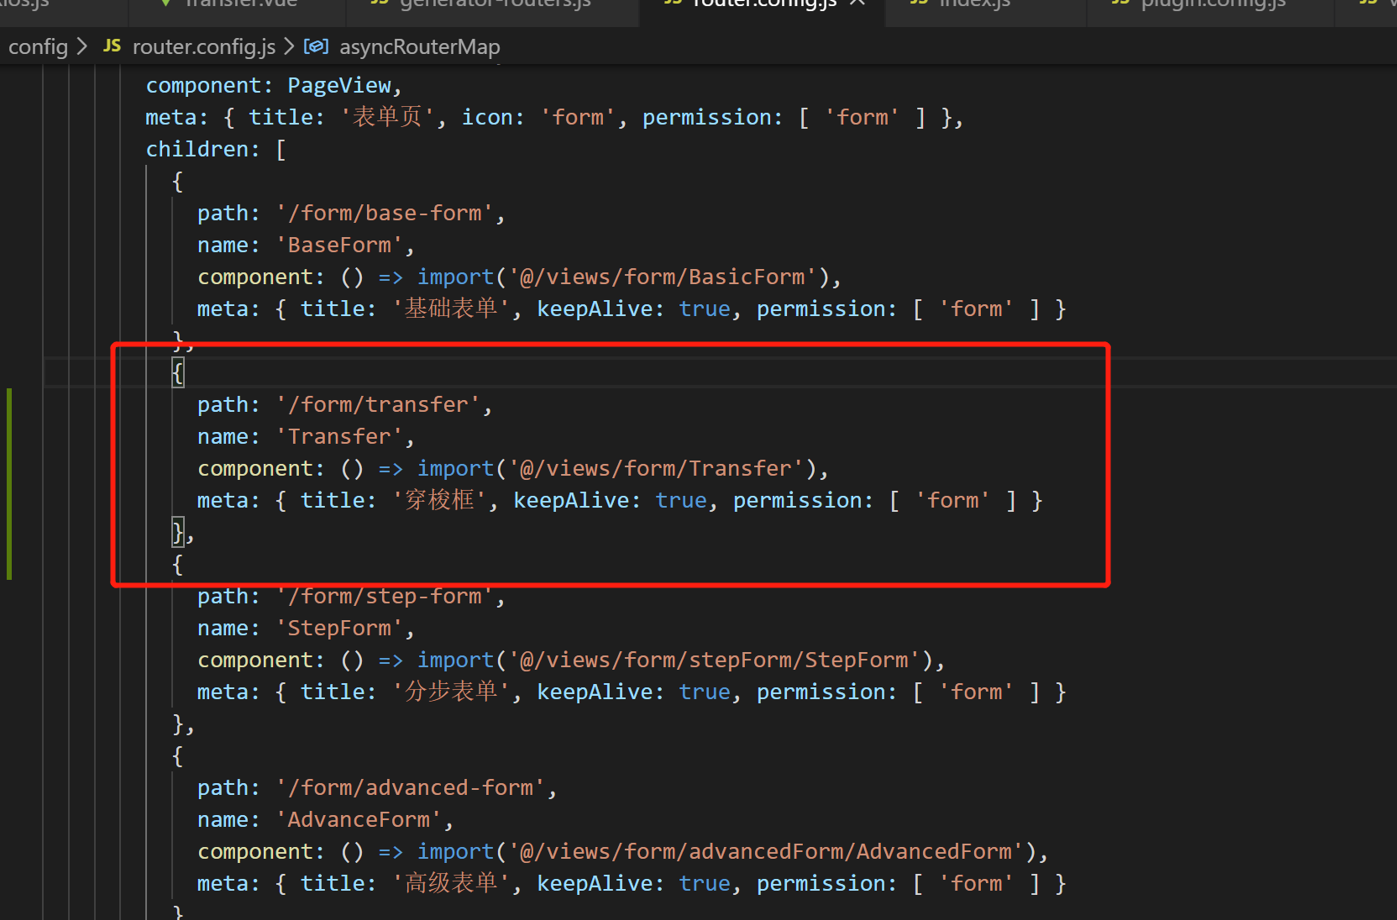 Transfer.vue JS generator-routers.js JS router.config.js × JS index.js JS plugin.config.js JS
config > JS router.config.js > asyncRouterMap
component: PageView,
meta: { title: '表单页', icon: 'form', permission: [ 'form' ] },
children: [
{
path: '/form/base-form',
name: 'BaseForm',
component: () => import('@/views/form/BasicForm'),
meta: { title: '基础表单', keepAlive: true, permission: [ 'form' ] }
},
{
path: '/form/transfer',
name: 'Transfer',
component: () => import('@/views/form/Transfer'),
meta: { title: '穿梭框', keepAlive: true, permission: [ 'form' ] }
},
{
path: '/form/step-form',
name: 'StepForm',
component: () => import('@/views/form/stepForm/StepForm'),
meta: { title: '分步表单', keepAlive: true, permission: [ 'form' ] }
},
{
path: '/form/advanced-form',
name: 'AdvanceForm',
component: () => import('@/views/form/advancedForm/AdvancedForm'),
meta: { title: '高级表单', keepAlive: true, permission: [ 'form' ] }
}